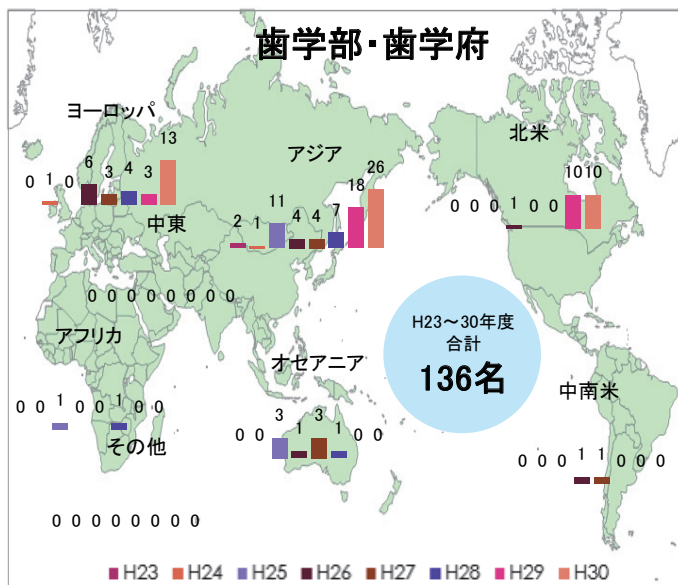 歯学部・歯学府
ヨーロッパ
0 1 0 6 3 4 3 13
アジア
2 1 11 4 4 7 18 26
北米
0 0 0 1 0 0 10 10
中東
0 0 0 0 0 0 0 0
アフリカ
0 0 1 0 0 1 0 0
オセアニア
0 0 3 1 3 1 0 0
H23～30年度
合計
136名
中南米
0 0 0 1 1 0 0 0
その他
0 0 0 0 0 0 0 0
H23 H24 H25 H26 H27 H28 H29 H30